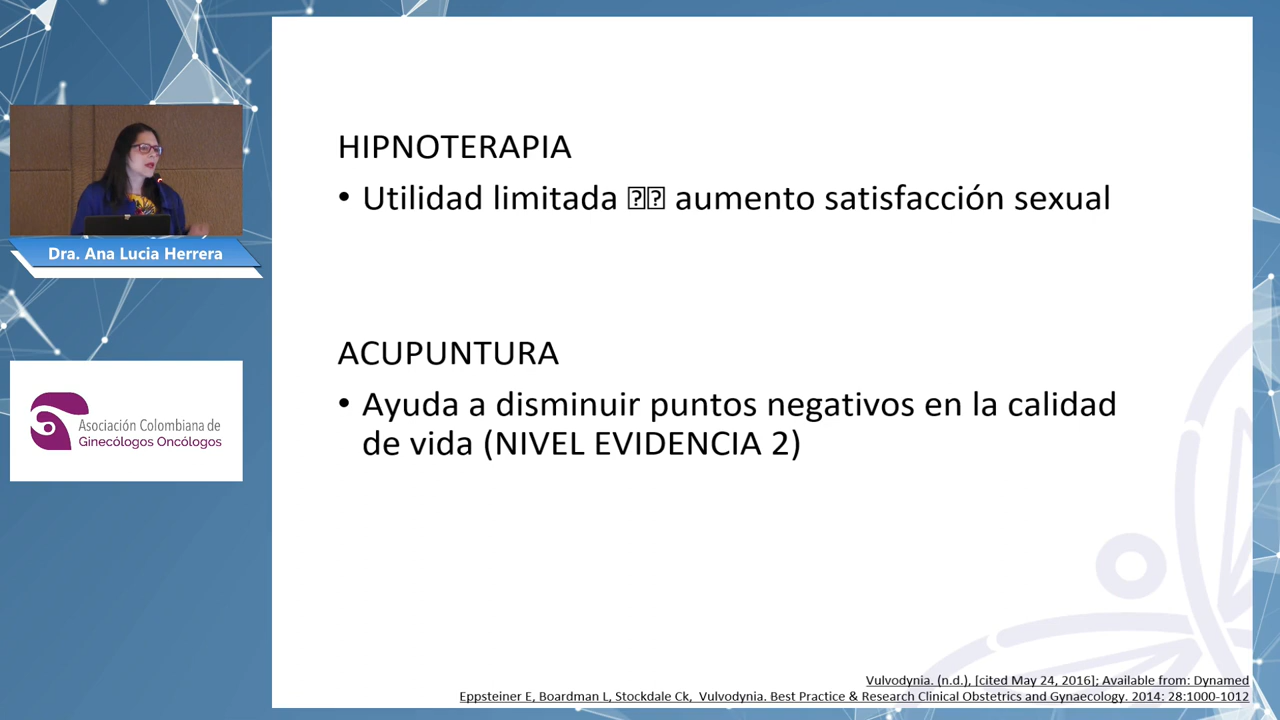 HIPNOTERAPIA
• Utilidad limitada �� aumento satisfacción sexual
Dra. Ana Lucia Herrera
ACUPUNTURA
• Ayuda a disminuir puntos negativos en la calidad
de vida (NIVEL EVIDENCIA 2)
Asociación Colombiana de
Ginecólogos Oncólogos
Vulvodynia. (n.d.), [cited May 24, 2016]; Available from: Dynamed
Eppsteiner E, Boardman L, Stockdale Ck, Vulvodynia. Best Practice & Research Clinical Obstetrics and Gynaecology. 2014: 28:1000-1012